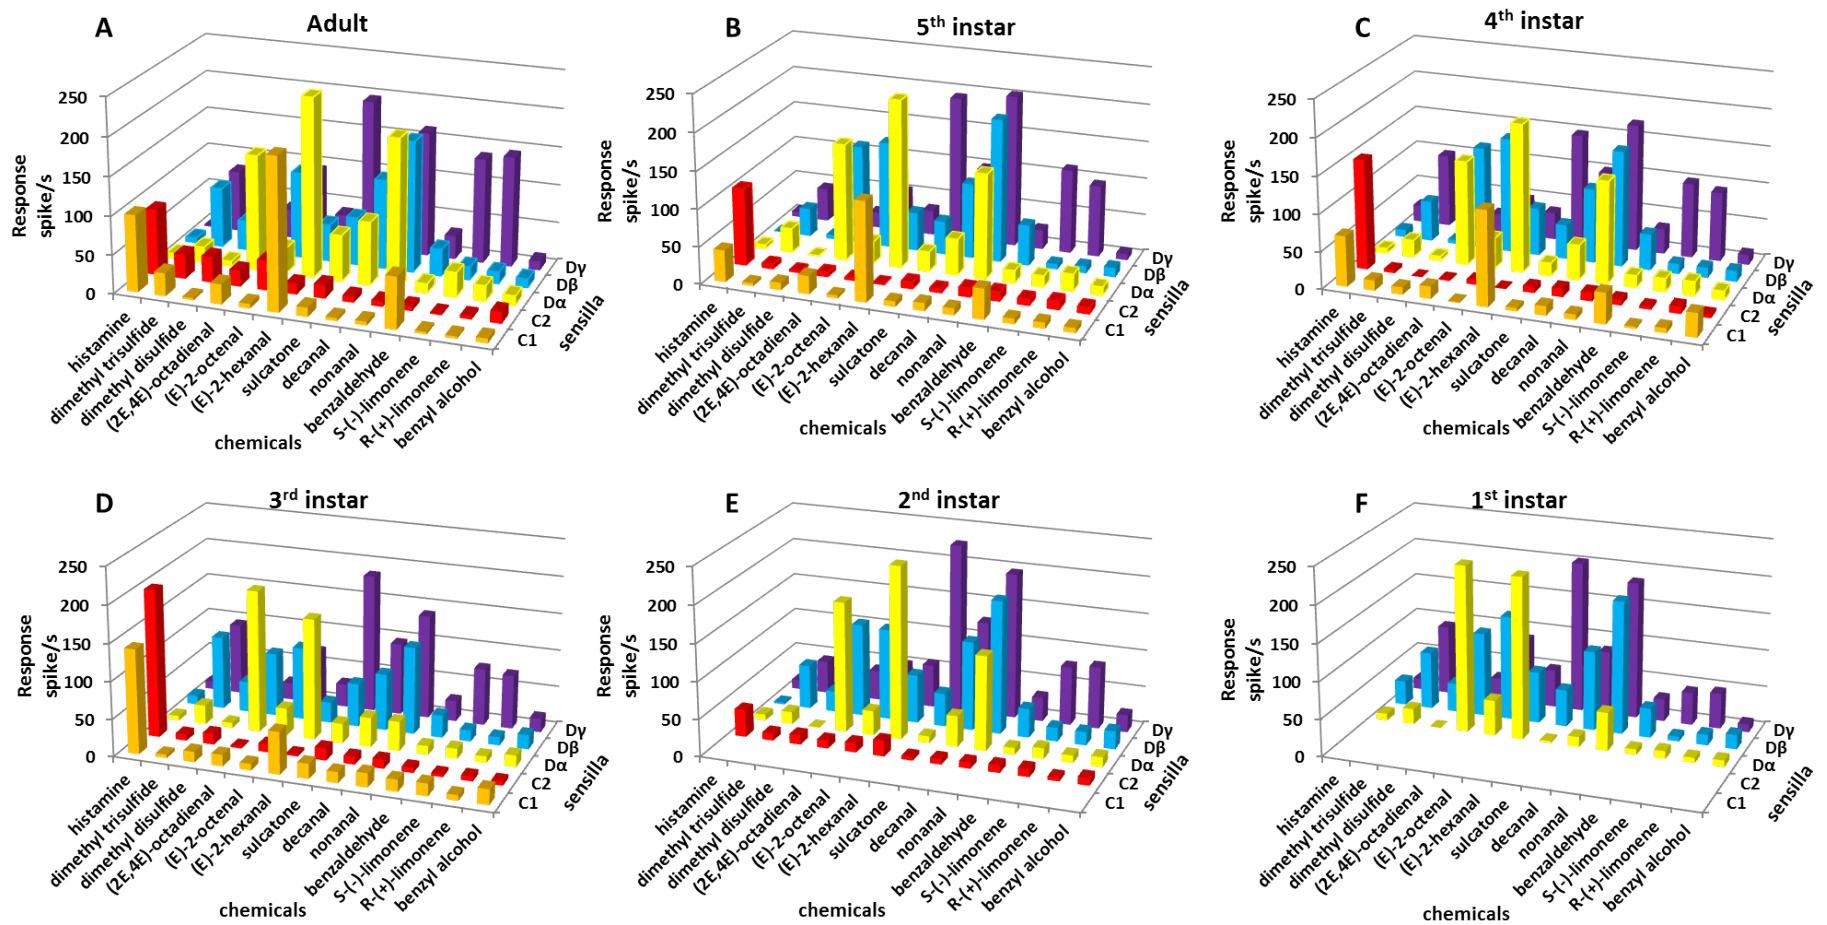 A
Adult
Response
spike/s
250
200
150
100
50
0
histamine
dimethyl trisulfide
dimethyl disulfide
(2E,4E)-octadienal
(E)-2-octenal
(E)-2-hexanal
sulcatone
decanal
nonanal
benzaldehyde
S-(-)-limonene
R-(+)-limonene
benzyl alcohol
chemicals
Dγ
Dβ
Dα
C2
C1
sensilla
B
5th instar
Response
spike/s
250
200
150
100
50
0
histamine
dimethyl trisulfide
dimethyl disulfide
(2E,4E)-octadienal
(E)-2-octenal
(E)-2-hexanal
sulcatone
decanal
nonanal
benzaldehyde
S-(-)-limonene
R-(+)-limonene
benzyl alcohol
chemicals
Dγ
Dβ
Dα
C2
C1
sensilla
C
4th instar
Response
spike/s
250
200
150
100
50
0
histamine
dimethyl trisulfide
dimethyl disulfide
(2E,4E)-octadienal
(E)-2-octenal
(E)-2-hexanal
sulcatone
decanal
nonanal
benzaldehyde
S-(-)-limonene
R-(+)-limonene
benzyl alcohol
chemicals
Dγ
Dβ
Dα
C2
C1
sensilla
D
3rd instar
Response
spike/s
250
200
150
100
50
0
histamine
dimethyl trisulfide
dimethyl disulfide
(2E,4E)-octadienal
(E)-2-octenal
(E)-2-hexanal
sulcatone
decanal
nonanal
benzaldehyde
S-(-)-limonene
R-(+)-limonene
benzyl alcohol
chemicals
Dγ
Dβ
Dα
C2
C1
sensilla
E
2nd instar
Response
spike/s
250
200
150
100
50
0
histamine
dimethyl trisulfide
dimethyl disulfide
(2E,4E)-octadienal
(E)-2-octenal
(E)-2-hexanal
sulcatone
decanal
nonanal
benzaldehyde
S-(-)-limonene
R-(+)-limonene
benzyl alcohol
chemicals
Dγ
Dβ
Dα
C2
C1
sensilla
F
1st instar
Response
spike/s
250
200
150
100
50
0
histamine
dimethyl trisulfide
dimethyl disulfide
(2E,4E)-octadienal
(E)-2-octenal
(E)-2-hexanal
sulcatone
decanal
nonanal
benzaldehyde
S-(-)-limonene
R-(+)-limonene
benzyl alcohol
chemicals
Dγ
Dβ
Dα
C2
C1
sensilla